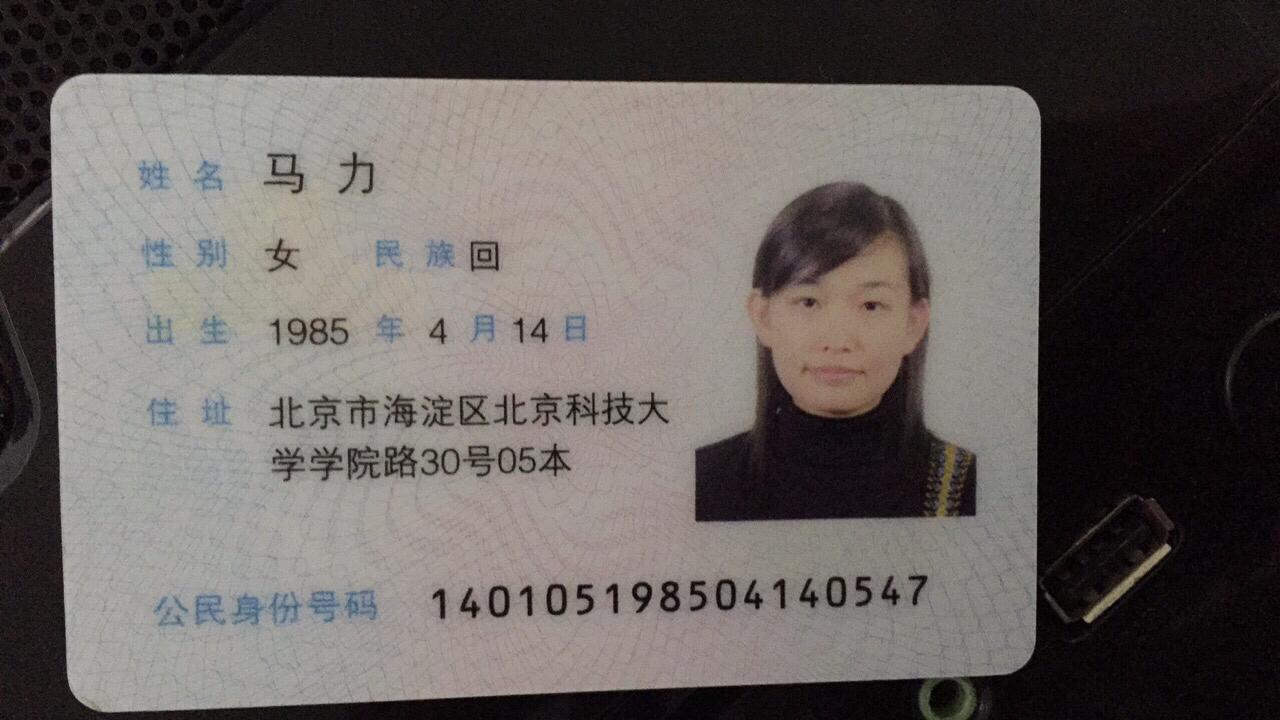 姓名 马力
性别 女 民族 回
出生 1985 年 4 月 14 日
住址 北京市海淀区北京科技大
学学院路30号05本
公民身份号码 140105198504140547